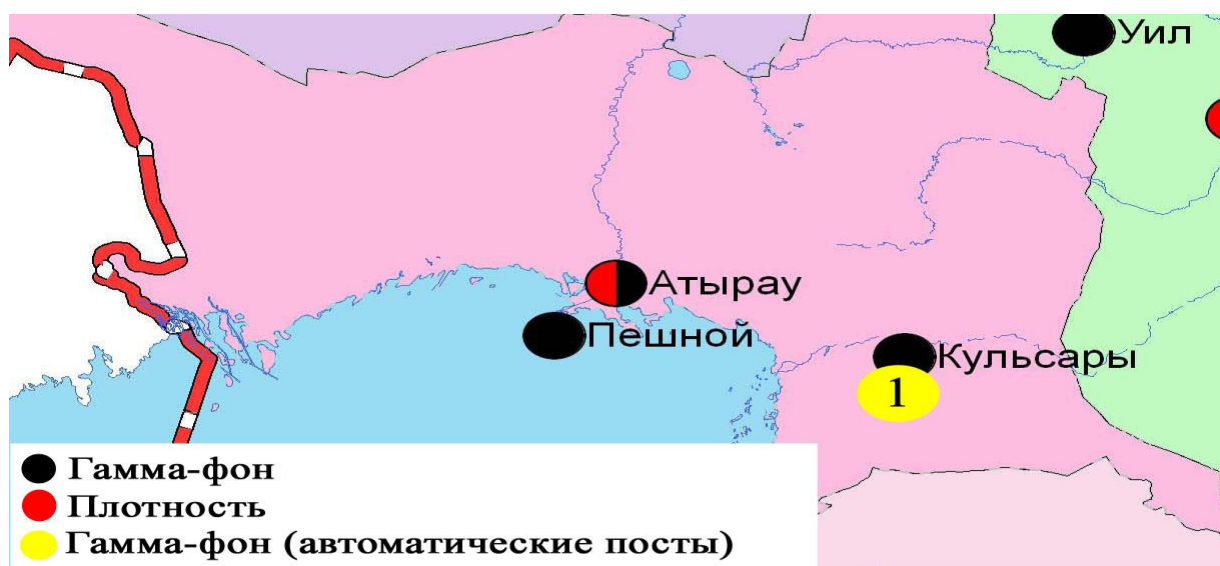 Уил
Атырау
Пешной
Кульсары
1
Гамма-фон
Плотность
Гамма-фон (автоматические посты)